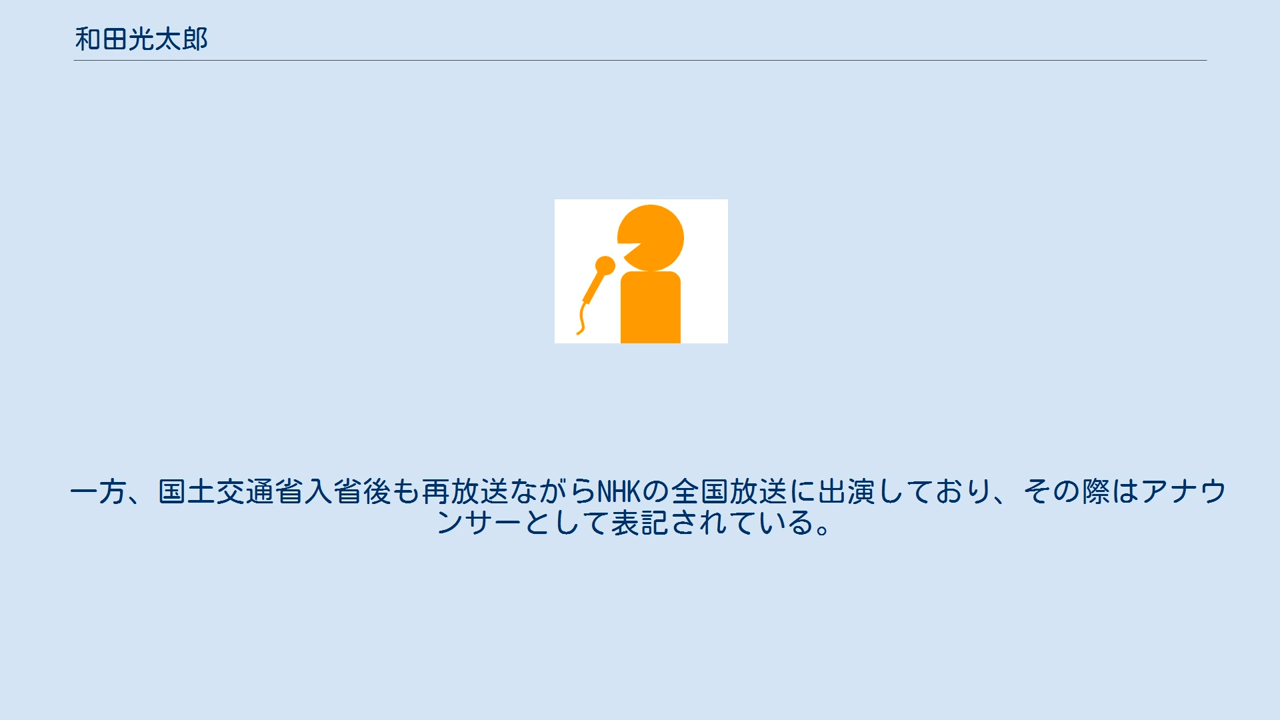 和田光太郎
一方、国土交通省入省後も再放送ながらNHKの全国放送に出演しており、その際はアナウ
ンサーとして表記されている。